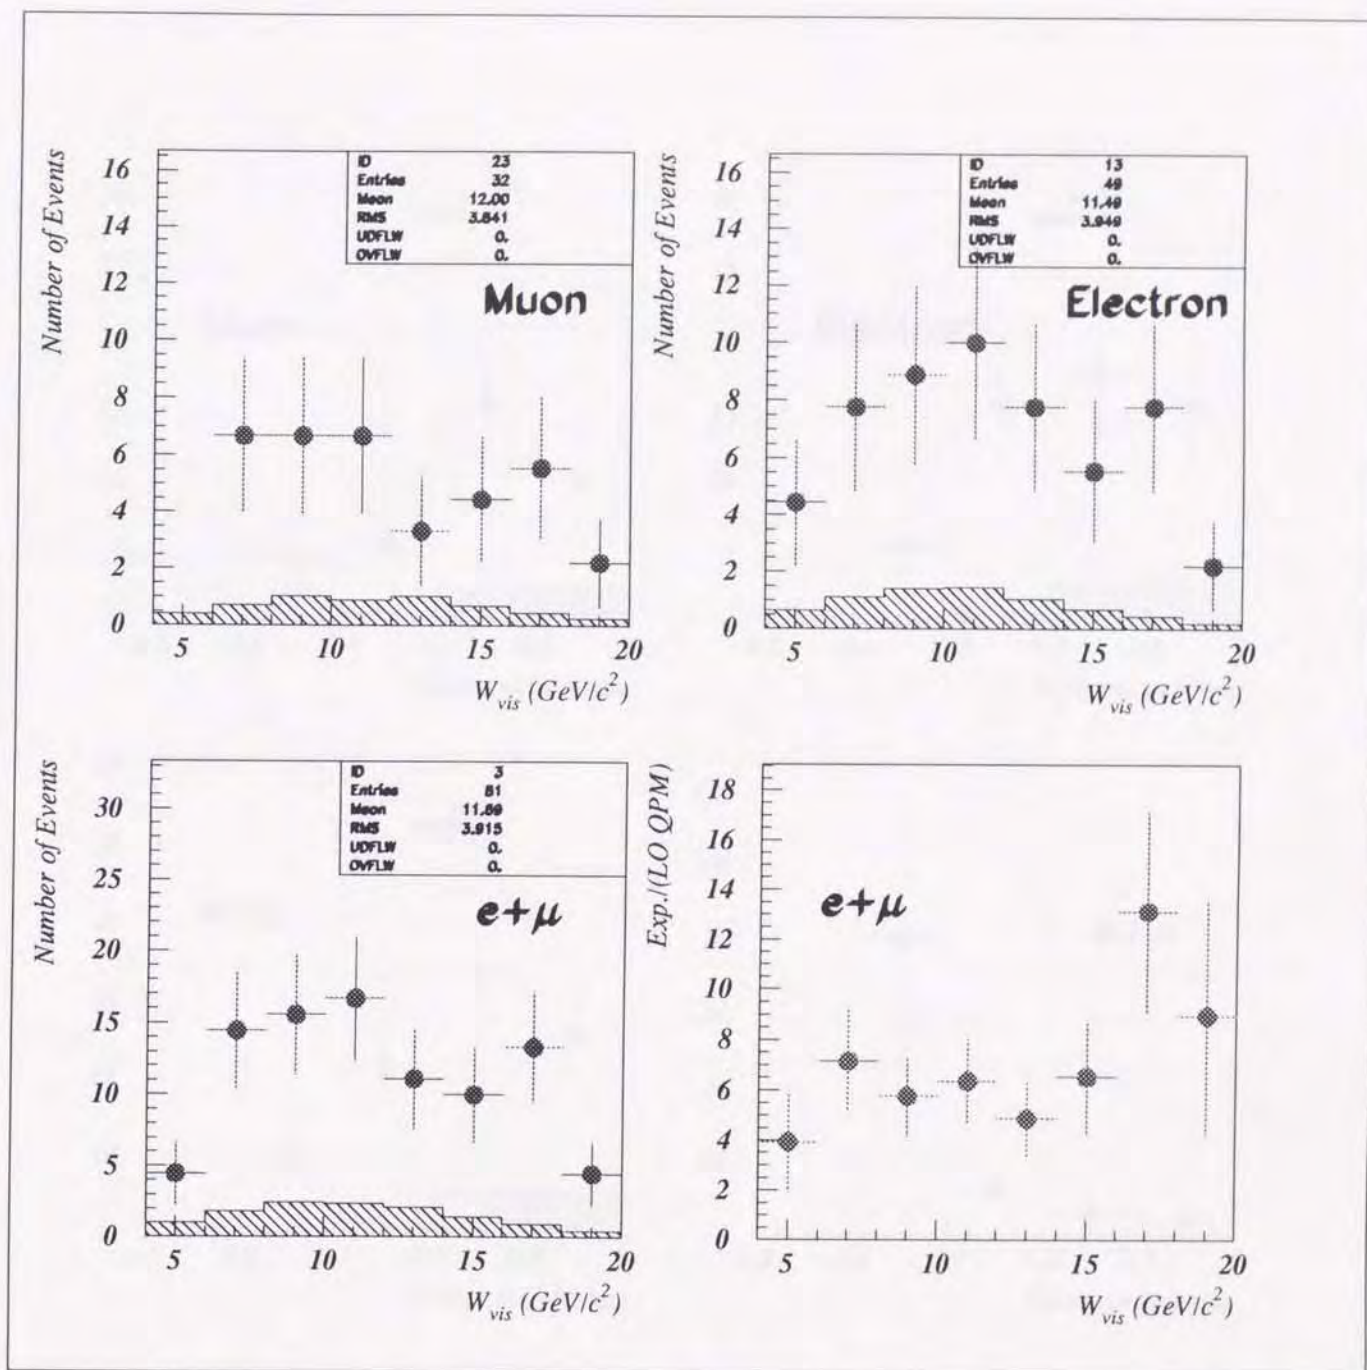 Number of Events
16
14
12
10
8
6
4
2
0
ID 23
Entries 32
Mean 12.00
RMS 3.841
UDFLW 0.
OVFLW 0.
Muon
5 10 15 20
W_vis (GeV/c²)
Number of Events
16
14
12
10
8
6
4
2
0
ID 13
Entries 49
Mean 11.49
RMS 3.949
UDFLW 0.
OVFLW 0.
Electron
5 10 15 20
W_vis (GeV/c²)
Number of Events
30
25
20
15
10
5
0
ID 3
Entries 81
Mean 11.69
RMS 3.915
UDFLW 0.
OVFLW 0.
e+μ
5 10 15 20
W_vis (GeV/c²)
Exp./(LO QPM)
18
16
14
12
10
8
6
4
2
0
e+μ
5 10 15 20
W_vis (GeV/c²)